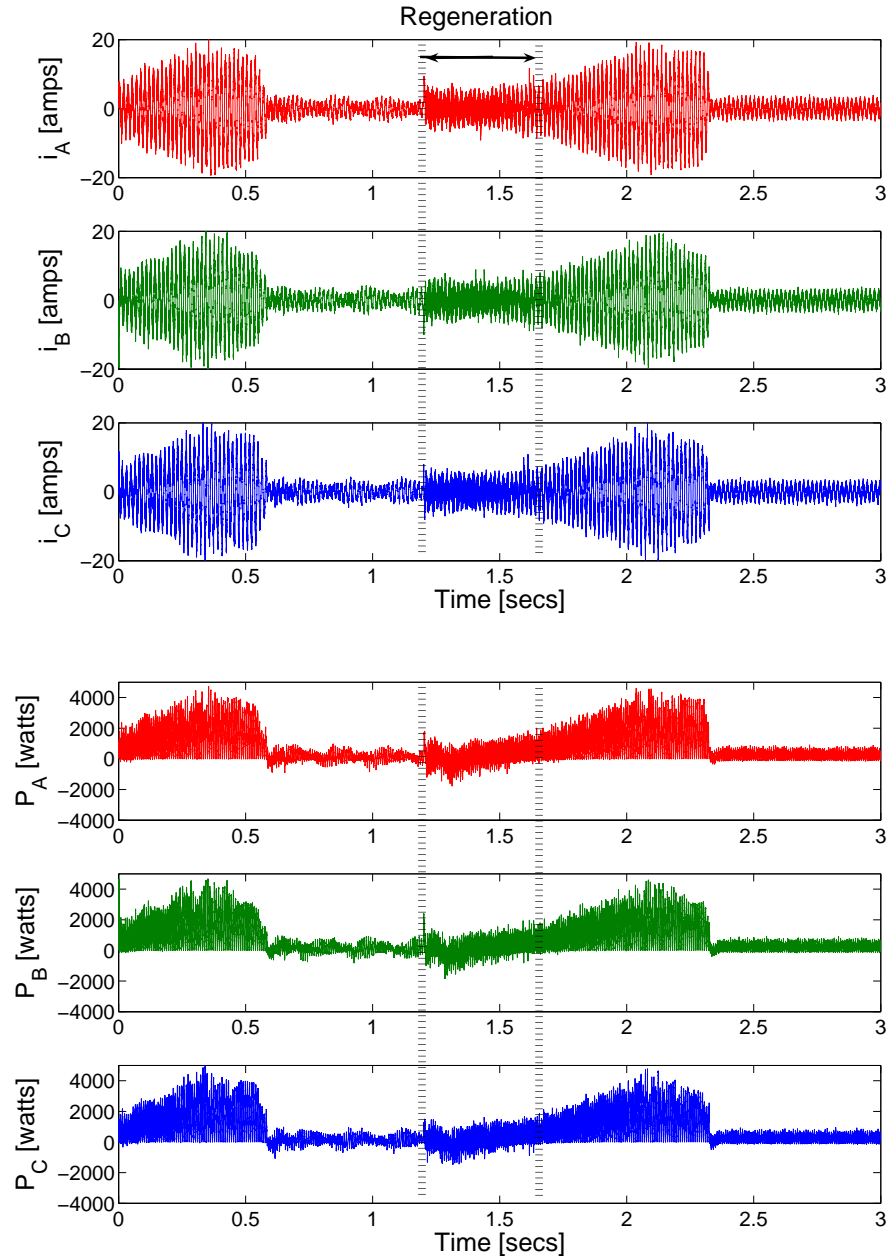 Regeneration
i_A [amps]
20
0
−20
0 0.5 1 1.5 2 2.5 3
i_B [amps]
20
0
−20
0 0.5 1 1.5 2 2.5 3
i_C [amps]
20
0
−20
0 0.5 1 1.5 2 2.5 3
Time [secs]
P_A [watts]
4000
2000
0
−2000
−4000
0 0.5 1 1.5 2 2.5 3
P_B [watts]
4000
2000
0
−2000
−4000
0 0.5 1 1.5 2 2.5 3
P_C [watts]
4000
2000
0
−2000
−4000
0 0.5 1 1.5 2 2.5 3
Time [secs]